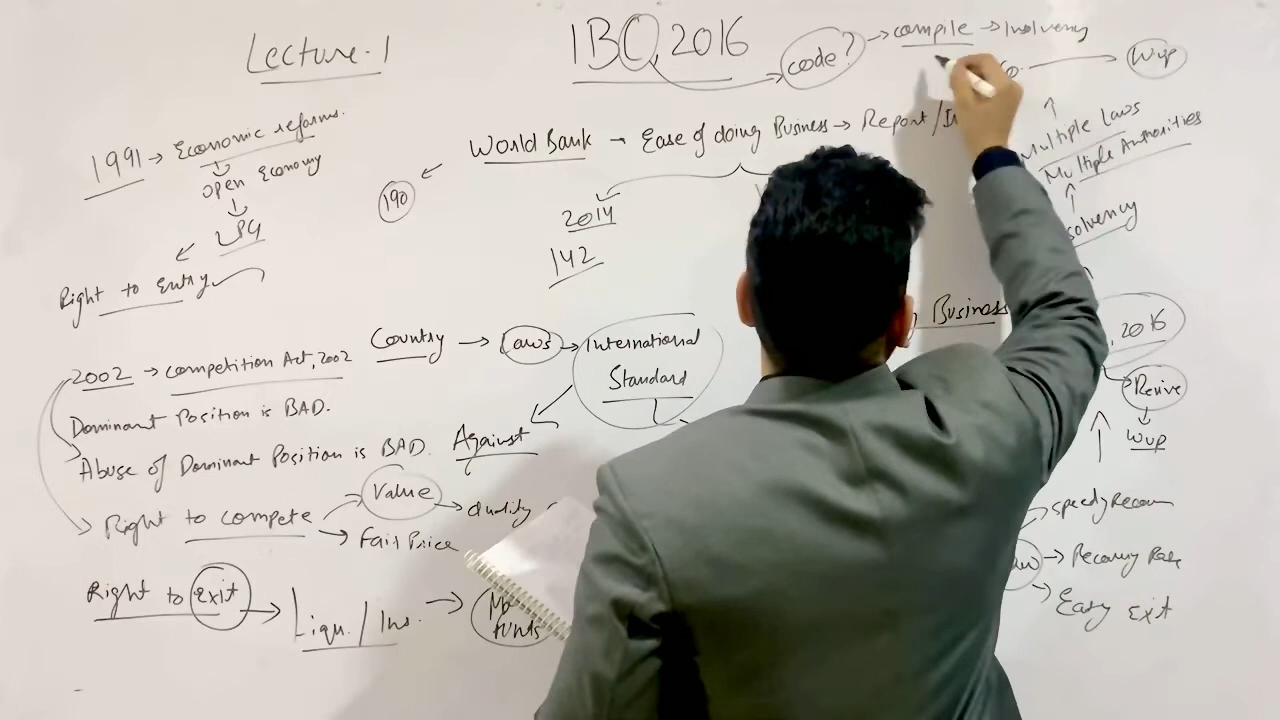 Lecture-1
IBC, 2016
code? → compile → Insolvency
Co. → Wup
World Bank → Ease of doing Business → Report /
190
2014
142
Multiple Laws
Multiple Authorities
1991 → Economic reforms.
Open Economy
LPG
Right to Entry
Country → Laws → International
Standard
Against
Business
, 2016
Revive
Wup
2002 → Competition Act, 2002
Dominant Position is BAD.
Abuse of Dominant Position is BAD.
Right to compete
Value → Quality
→ Fair Price
Right to exit → Liqu. / Ins. →
speedy
→ Recovery Rate
→ Easy Exit